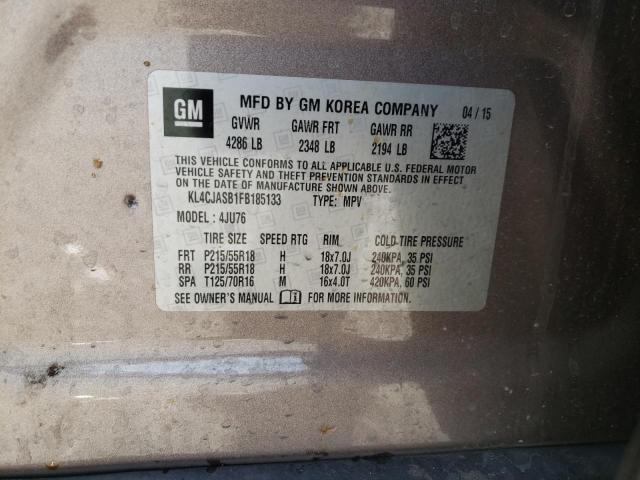 GM MFD BY GM KOREA COMPANY 04 / 15
GVWR GAWR FRT GAWR RR
4286 LB 2348 LB 2194 LB
THIS VEHICLE CONFORMS TO ALL APPLICABLE U.S. FEDERAL MOTOR
VEHICLE SAFETY AND THEFT PREVENTION STANDARDS IN EFFECT
ON THE DATE OF MANUFACTURE SHOWN ABOVE.
KL4CJASB1FB185133 TYPE: MPV
MODEL : 4JU76
TIRE SIZE SPEED RTG RIM COLD TIRE PRESSURE
FRT P215/55R18 H 18x7.0J 240KPA, 35 PSI
RR P215/55R18 H 18x7.0J 240KPA, 35 PSI
SPA T125/70R16 M 16x4.0T 420KPA, 60 PSI
SEE OWNER'S MANUAL FOR MORE INFORMATION.